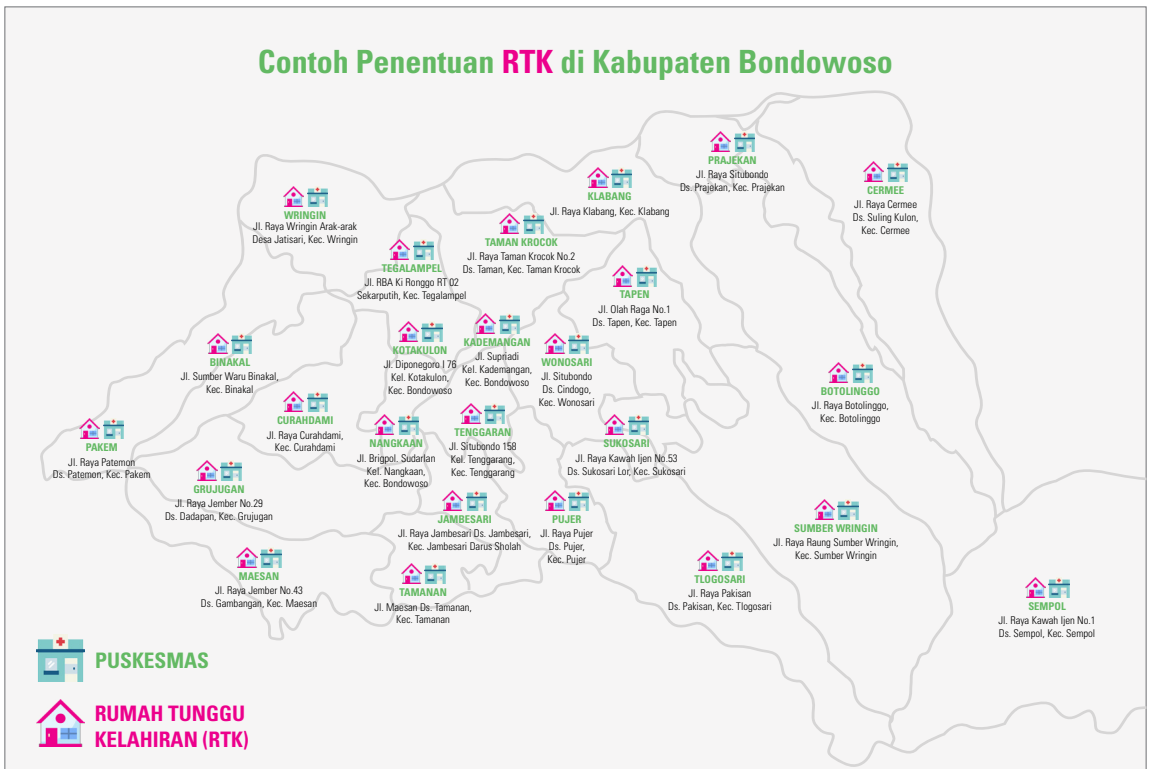 Contoh Penentuan RTK di Kabupaten Bondowoso
PRAJEKAN
Jl. Raya Situbondo
Ds. Prajekan, Kec. Prajekan
CERMEE
Jl. Raya Cermee
Ds. Suling Kulon,
Kec. Cermee
KLABANG
Jl. Raya Klabang, Kec. Klabang
WRINGIN
Jl. Raya Wringin Arak-arak
Desa Jatisari, Kec. Wringin
TAMAN KROCOK
Jl. Raya Taman Krocok No.2
Ds. Taman, Kec. Taman Krocok
TEGALAMPEL
Jl. RBA Ki Ronggo RT 02
Sekarputih, Kec. Tegalampel
TAPEN
Jl. Olah Raga No.1
Ds. Tapen, Kec. Tapen
BINAKAL
Jl. Sumber Waru Binakal,
Kec. Binakal
KOTAKULON
Jl. Diponegoro I 76
Kel. Kotakulon,
Kec. Bondowoso
KADEMANGAN
Jl. Supriadi
Kel. Kademangan,
Kec. Bondowoso
WONOSARI
Jl. Situbondo
Ds. Cindogo,
Kec. Wonosari
BOTOLINGGO
Jl. Raya Botolinggo,
Kec. Botolinggo
CURAHDAMI
Jl. Raya Curahdami,
Kec. Curahdami
PAKEM
Jl. Raya Patemon
Ds. Patemon, Kec. Pakem
NANGKAAN
Jl. Brigpol. Sudarlan
Kel. Nangkaan,
Kec. Bondowoso
TENGGARAN
Jl. Situbondo 158
Kel. Tenggarang,
Kec. Tenggarang
SUKOSARI
Jl. Raya Kawah Ijen No.53
Ds. Sukosari Lor, Kec. Sukosari
GRUJUGAN
Jl. Raya Jember No.29
Ds. Dadapan, Kec. Grujugan
JAMBESARI
Jl. Raya Jambesari Ds. Jambesari,
Kec. Jambesari Darus Sholah
PUJER
Jl. Raya Pujer
Ds. Pujer,
Kec. Pujer
SUMBER WRINGIN
Jl. Raya Raung Sumber Wringin,
Kec. Sumber Wringin
MAESAN
Jl. Raya Jember No.43
Ds. Gambangan, Kec. Maesan
TAMANAN
Jl. Maesan Ds. Tamanan,
Kec. Tamanan
TLOGOSARI
Jl. Raya Pakisan
Ds. Pakisan, Kec. Tlogosari
SEMPOL
Jl. Raya Kawah Ijen No.1
Ds. Sempol, Kec. Sempol
PUSKESMAS
RUMAH TUNGGU
KELAHIRAN (RTK)